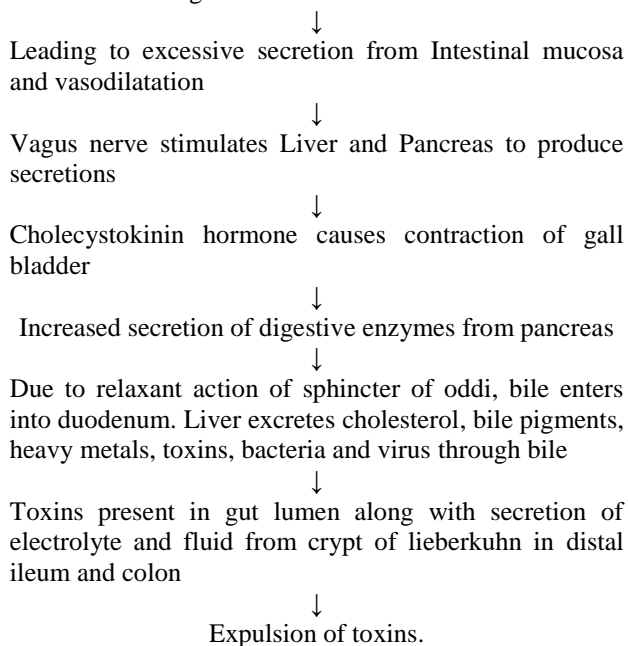 ↓
Leading to excessive secretion from Intestinal mucosa
and vasodilatation
↓
Vagus nerve stimulates Liver and Pancreas to produce
secretions
↓
Cholecystokinin hormone causes contraction of gall
bladder
↓
Increased secretion of digestive enzymes from pancreas
↓
Due to relaxant action of sphincter of oddi, bile enters
into duodenum. Liver excretes cholesterol, bile pigments,
heavy metals, toxins, bacteria and virus through bile
↓
Toxins present in gut lumen along with secretion of
electrolyte and fluid from crypt of lieberkuhn in distal
ileum and colon
↓
Expulsion of toxins.